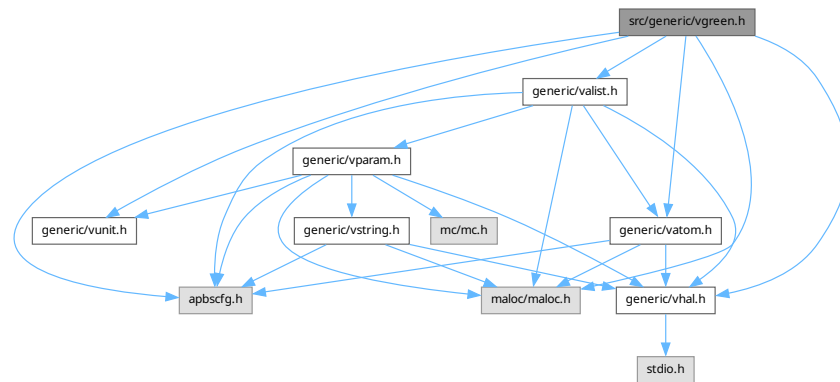 src/generic/vgreen.h
generic/valist.h
generic/vparam.h
generic/vunit.h
generic/vstring.h
mc/mc.h
generic/vatom.h
apbscfg.h
maloc/maloc.h
generic/vhal.h
stdio.h